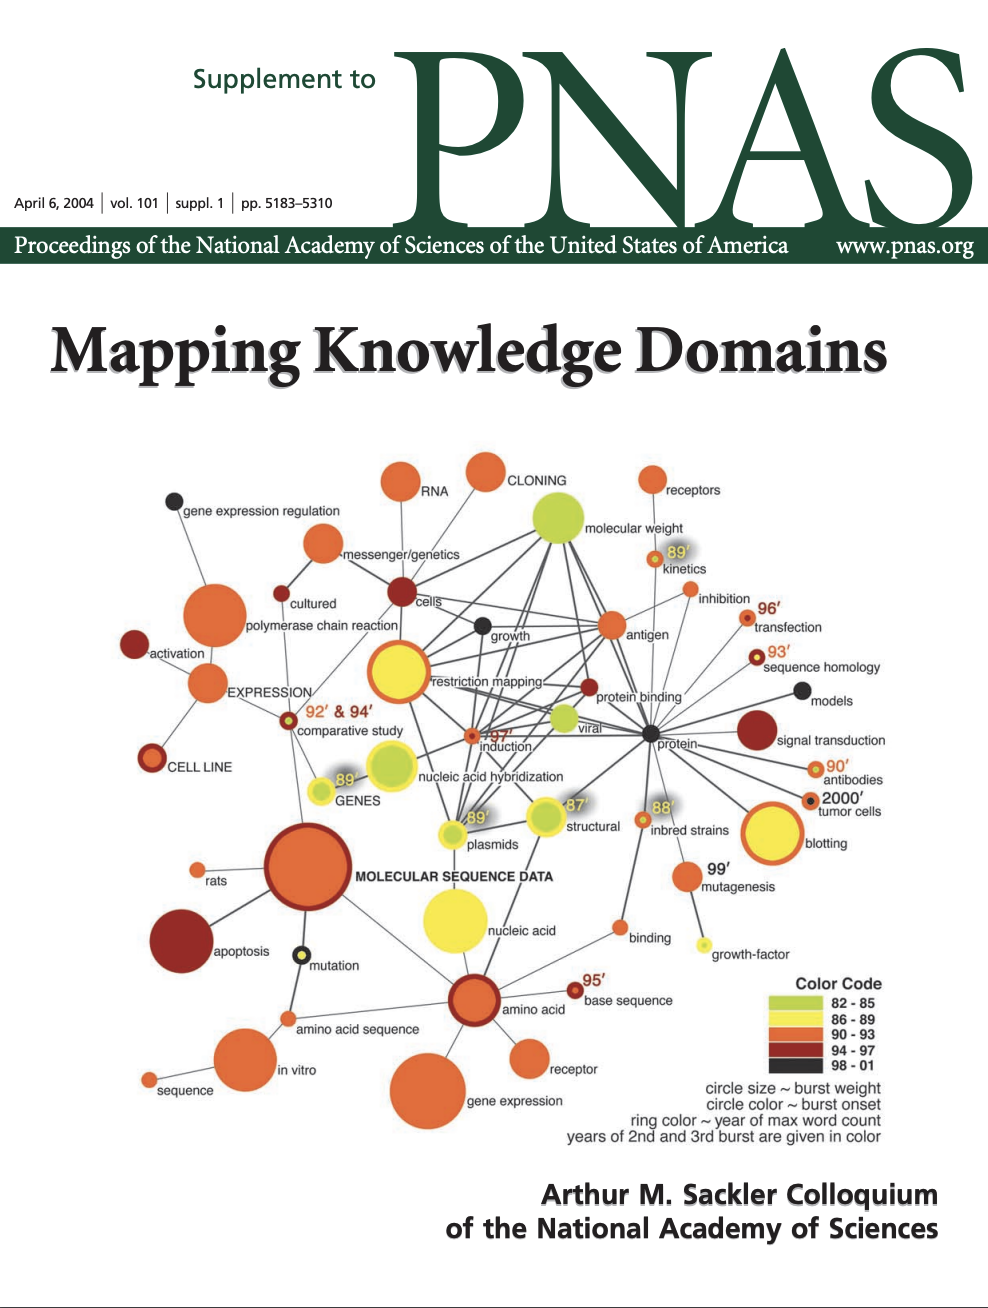 Supplement to
PNAS
April 6, 2004 | vol. 101 | suppl. 1 | pp. 5183–5310
Proceedings of the National Academy of Sciences of the United States of America www.pnas.org
Mapping Knowledge Domains
CLONING
RNA
receptors
gene expression regulation
molecular weight
89′
messenger/genetics
kinetics
cultured
cells
inhibition
96′
polymerase chain reaction
growth
antigen
transfection
activation
93′
sequence homology
restriction mapping
EXPRESSION
protein binding
models
92′ & 94′
comparative study
viral
97′
induction
protein
signal transduction
CELL LINE
90′
antibodies
89′
nucleic acid hybridization
GENES
2000′
tumor cells
89′
87′
88′
structural
inbred strains
plasmids
blotting
MOLECULAR SEQUENCE DATA
99′
rats
mutagenesis
nucleic acid
binding
apoptosis
growth-factor
mutation
95′
base sequence
amino acid
amino acid sequence
in vitro
receptor
sequence
gene expression
Color Code
82 - 85
86 - 89
90 - 93
94 - 97
98 - 01
circle size ~ burst weight
circle color ~ burst onset
ring color ~ year of max word count
years of 2nd and 3rd burst are given in color
Arthur M. Sackler Colloquium
of the National Academy of Sciences